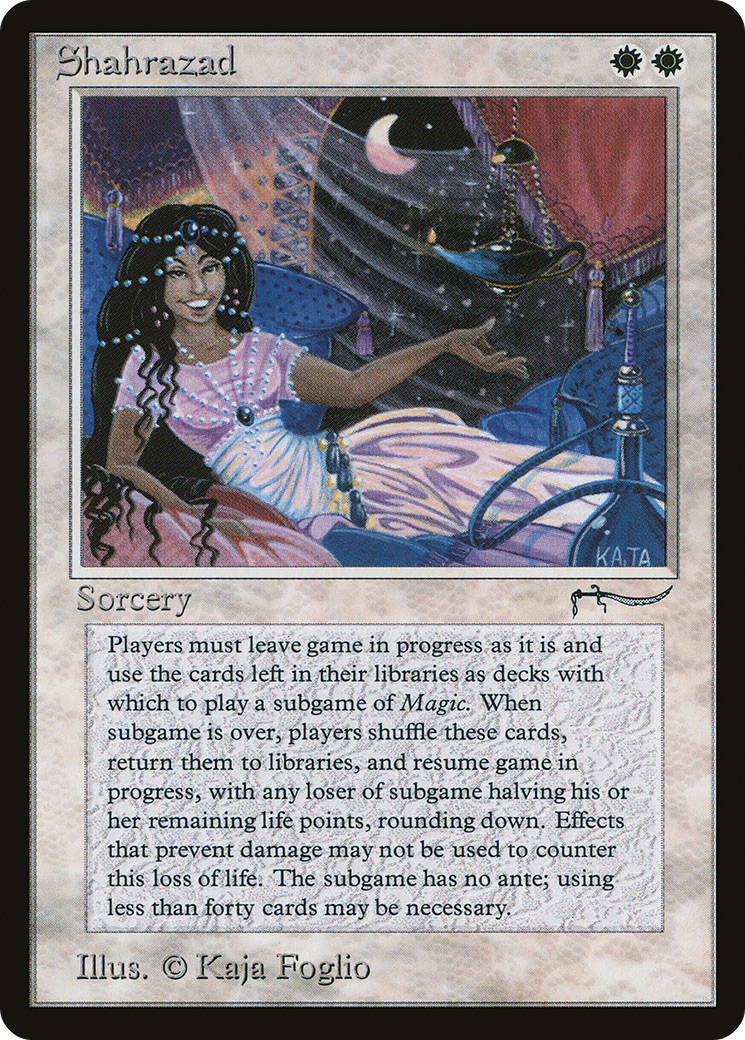 Shahrazad
KAJA
Sorcery
Players must leave game in progress as it is and
use the cards left in their libraries as decks with
which to play a subgame of Magic. When
subgame is over, players shuffle these cards,
return them to libraries, and resume game in
progress, with any loser of subgame halving his or
her remaining life points, rounding down. Effects
that prevent damage may not be used to counter
this loss of life. The subgame has no ante; using
less than forty cards may be necessary.
Illus. © Kaja Foglio